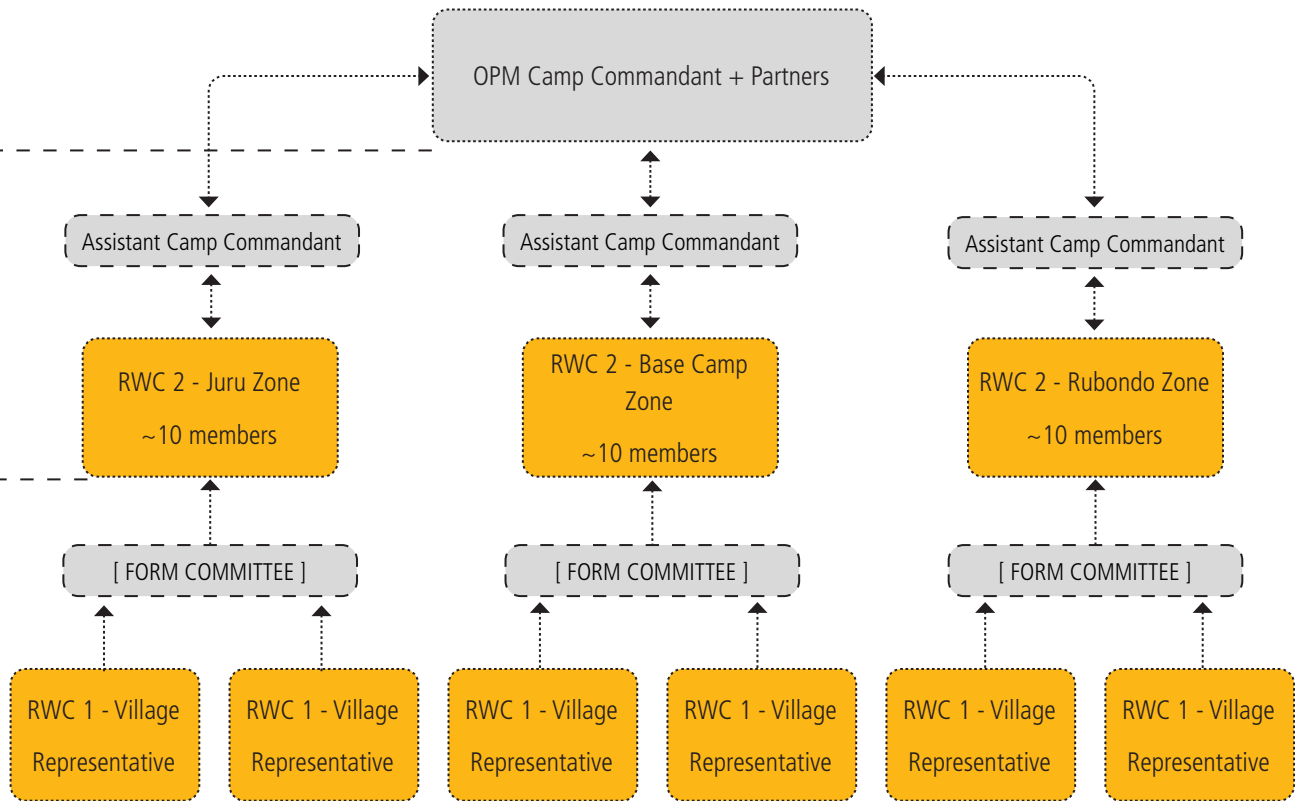 OPM Camp Commandant + Partners
Assistant Camp Commandant
Assistant Camp Commandant
Assistant Camp Commandant
RWC 2 - Juru Zone
~10 members
RWC 2 - Base Camp
Zone
~10 members
RWC 2 - Rubondo Zone
~10 members
[ FORM COMMITTEE ]
[ FORM COMMITTEE ]
[ FORM COMMITTEE ]
RWC 1 - Village
Representative
RWC 1 - Village
Representative
RWC 1 - Village
Representative
RWC 1 - Village
Representative
RWC 1 - Village
Representative
RWC 1 - Village
Representative